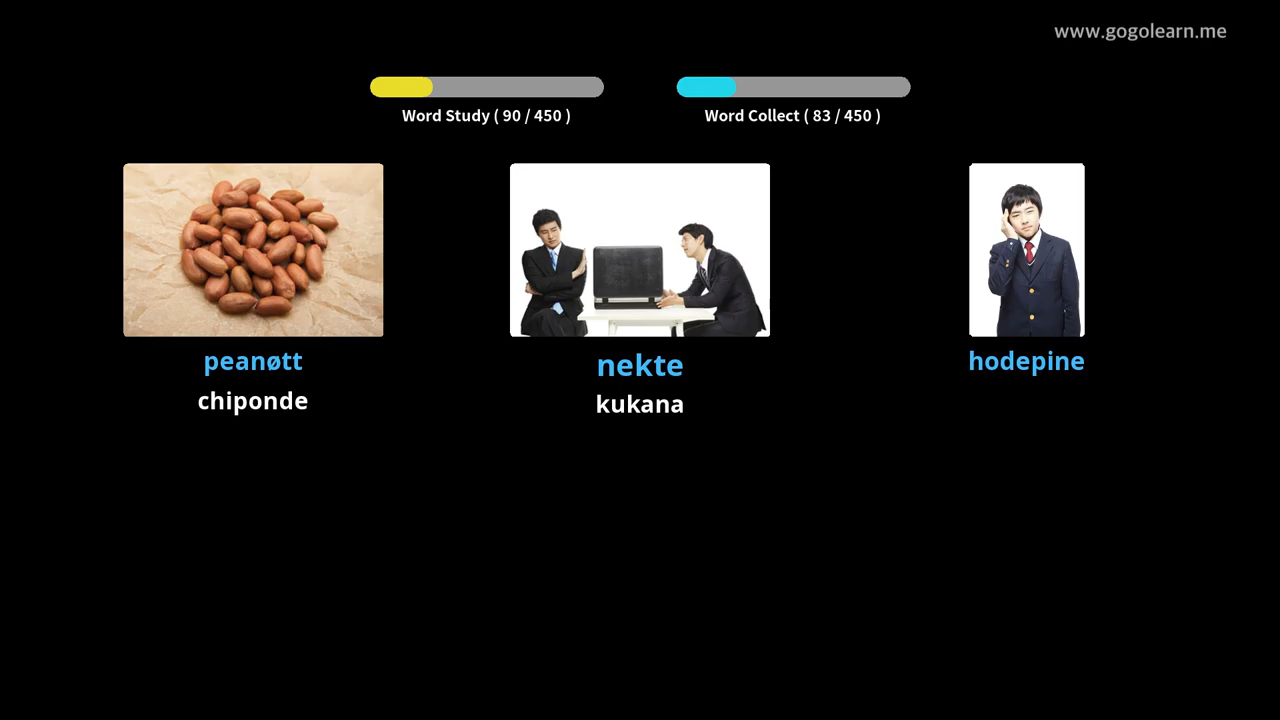 www.gogolearn.me
Word Study ( 90 / 450 )
Word Collect ( 83 / 450 )
peanøtt
chiponde
nekte
kukana
hodepine